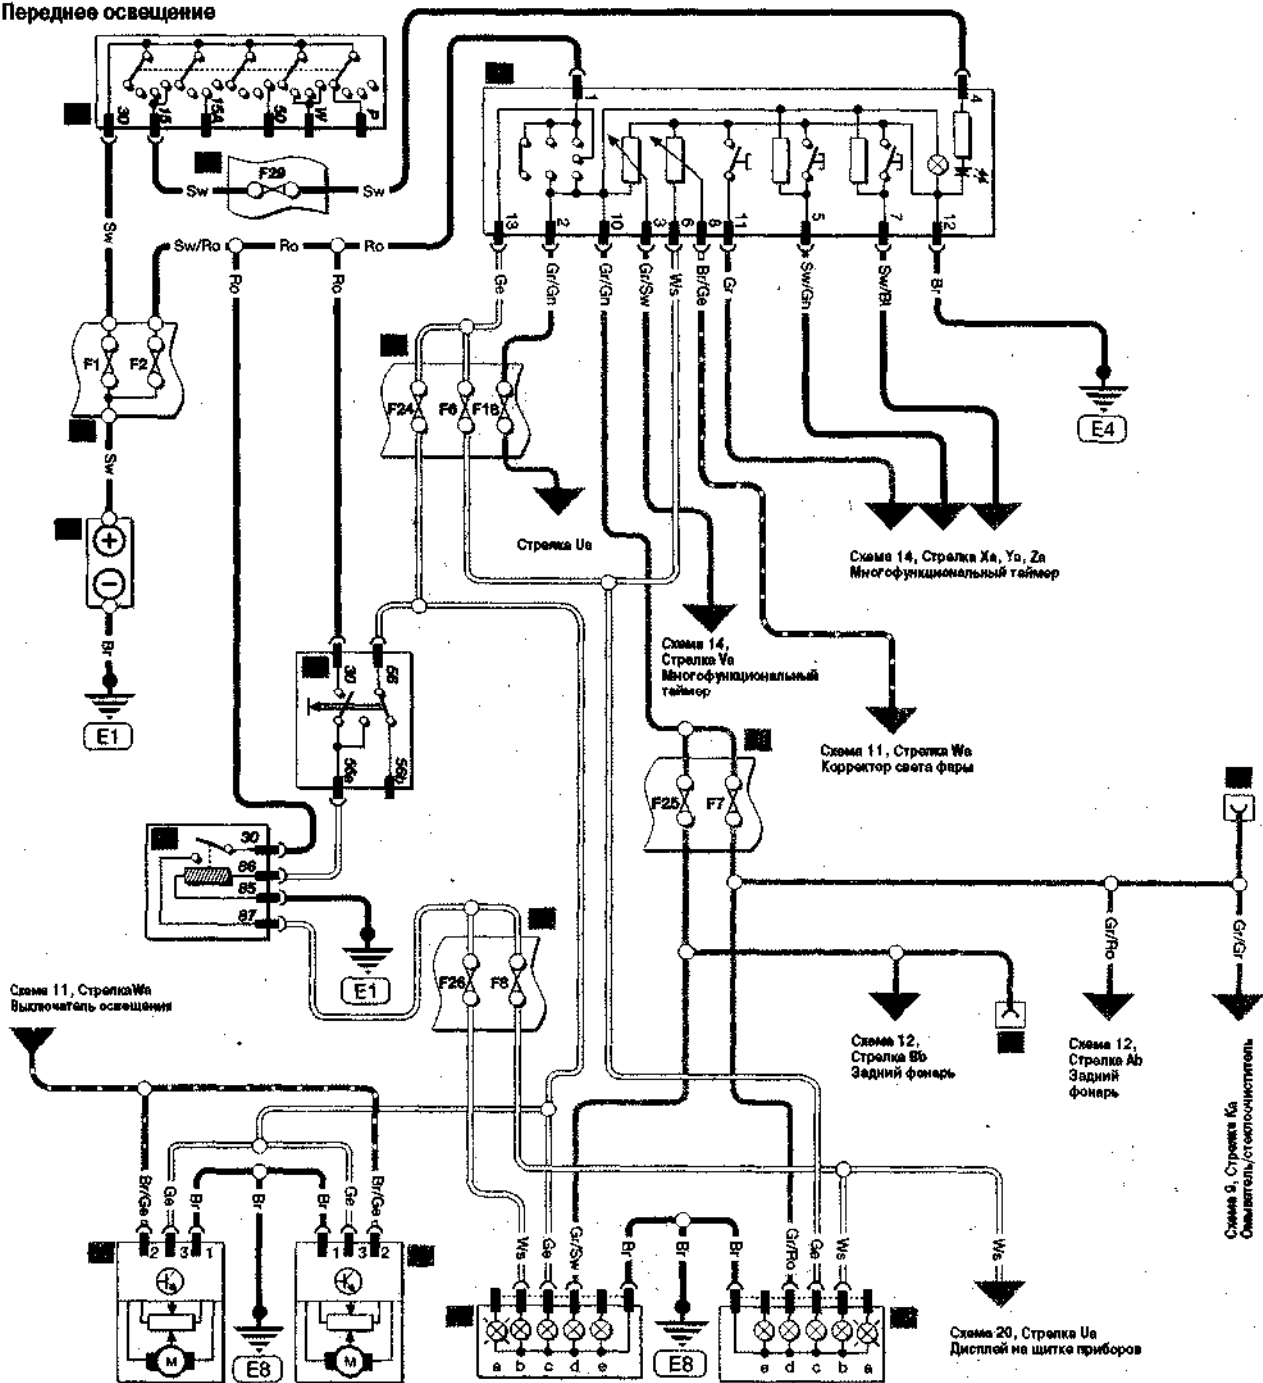 Переднее освещение
30 15 15A 50 W P
1 4
F29
Sw Sw
Sw
Sw/Ro Ro Ro
13 2 10 3 6 8 11 5 7 12
Ro Ro
Ge Gr/Gn Gr/Gn Gr/Sw Ws Br/Ge Gr Sw/Gn Sw/Bl Br
F1 F2
F24 F6 F18
E4
Sw
Стрелка Ua
Схема 14, Стрелка Xa, Ya, Za
Многофункциональный таймер
+
−
Br
E1
Схема 14,
Стрелка Va
Многофункциональный
таймер
30 56
56a 56b
Схема 11, Стрелка Wa
Корректор света фары
F25 F7
30
86
85
87
E1
F26 F8
Gr/Ro Gr/Gr
Схема 11, Стрелка Wa
Выключатель освещения
Схема 12,
Стрелка Bb
Задний фонарь
Схема 12,
Стрелка Ab
Задний
фонарь
Схема 9, Стрелка Ka
Омыватель/стеклоочиститель
Br/Ge Ge Br Br Br Ge Br/Ge
2 3 1 1 3 2
M M
E8
Ws Ge Gr/Sw Br Br Br Gr/Ro Ge Ws Ws
a b c d e
E8
e d c b a
Схема 20, Стрелка Ua
Дисплей на щитке приборов